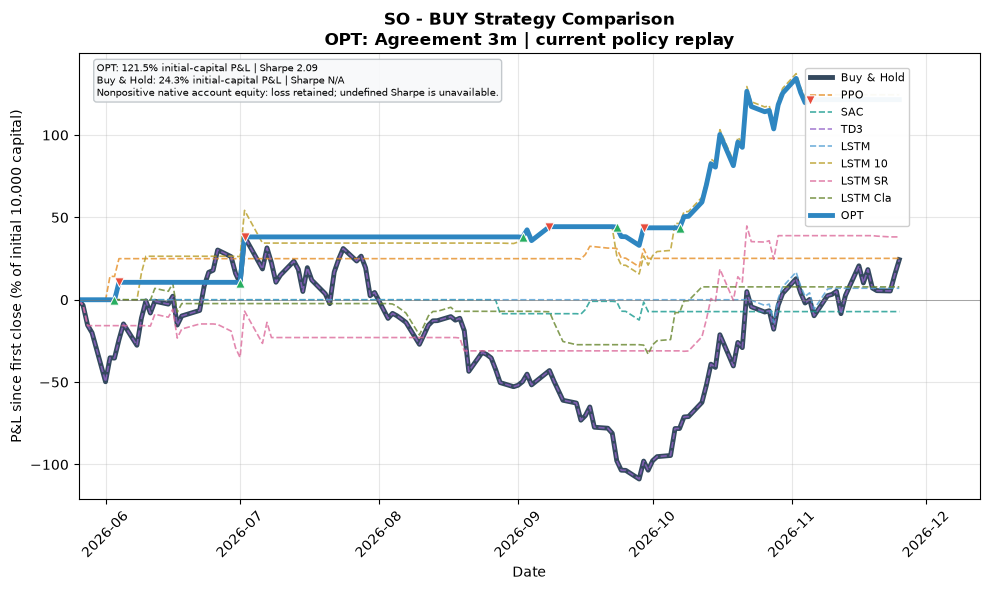 SO - BUY Strategy Comparison
OPT: Agreement 3m | current policy replay
OPT: 121.5% initial-capital P&L | Sharpe 2.09
Buy & Hold: 24.3% initial-capital P&L | Sharpe N/A
Nonpositive native account equity: loss retained; undefined Sharpe is unavailable.
Buy & Hold
PPO
SAC
TD3
LSTM
LSTM 10
LSTM SR
LSTM Cla
OPT
P&L since first close (% of initial 10,000 capital)
100
50
0
−50
−100
2026-06
2026-07
2026-08
2026-09
2026-10
2026-11
2026-12
Date